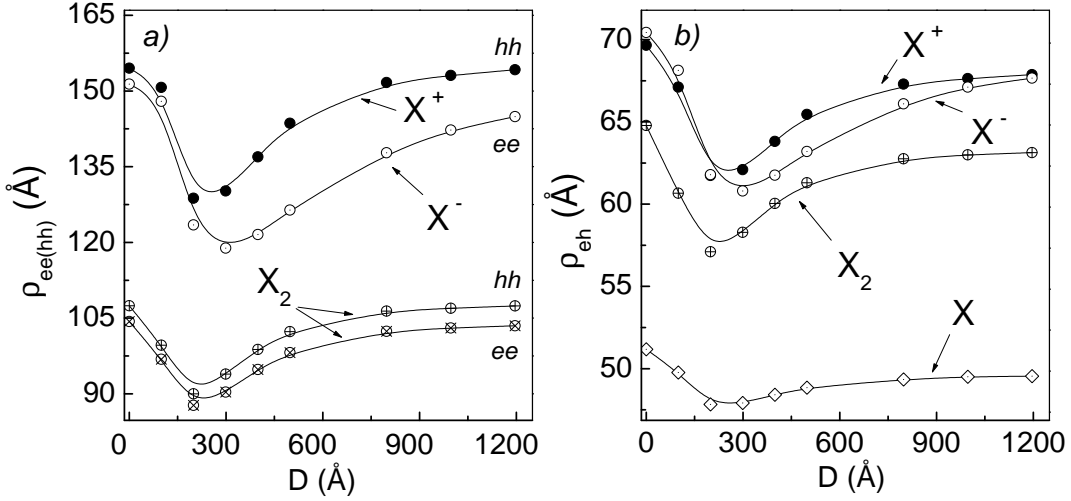 a)
165
150
135
120
105
90
ρee(hh) (Å)
hh
X+
ee
X-
X2
hh
ee
0 300 600 900 1200
D (Å)
b)
70
65
60
55
50
ρeh (Å)
X+
X-
X2
X
0 300 600 900 1200
D (Å)